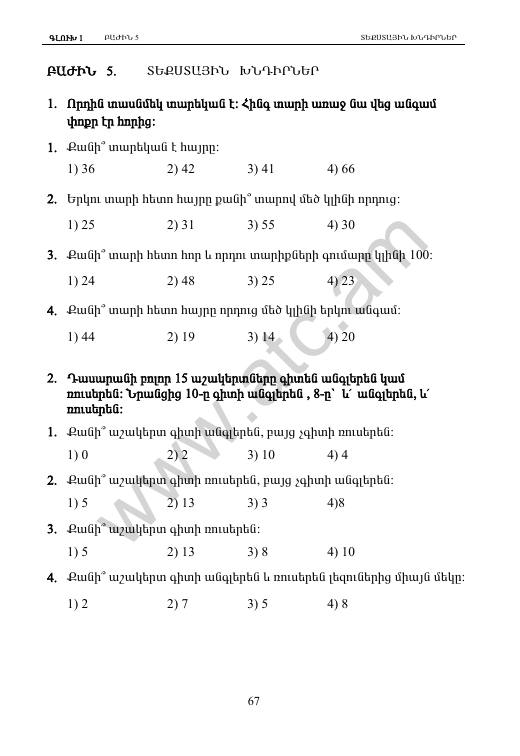 ԳԼՈՒԽ 1 ԲԱԺԻՆ 5 ՏԵՔՍՏԱՅԻՆ ԽՆԴԻՐՆԵՐ
ԲԱԺԻՆ 5. ՏԵՔՍՏԱՅԻՆ ԽՆԴԻՐՆԵՐ
1. Որդին տասնմեկ տարեկան է: Հինգ տարի առաջ նա վեց անգամ
փոքր էր հորից:
1. Քանի՞ տարեկան է հայրը:
1) 36 2) 42 3) 41 4) 66
2. Երկու տարի հետո հայրը քանի՞ տարով մեծ կլինի որդուց:
1) 25 2) 31 3) 55 4) 30
3. Քանի՞ տարի հետո հոր և որդու տարիքների գումարը կլինի 100:
1) 24 2) 48 3) 25 4) 23
4. Քանի՞ տարի հետո հայրը որդուց մեծ կլինի երկու անգամ:
1) 44 2) 19 3) 14 4) 20
2. Դասարանի բոլոր 15 աշակերտները գիտեն անգլերեն կամ
ռուսերեն: Նրանցից 10-ը գիտի անգլերեն , 8-ը՝ և՛ անգլերեն, և՛
ռուսերեն:
1. Քանի՞ աշակերտ գիտի անգլերեն, բայց չգիտի ռուսերեն:
1) 0 2) 2 3) 10 4) 4
2. Քանի՞ աշակերտ գիտի ռուսերեն, բայց չգիտի անգլերեն:
1) 5 2) 13 3) 3 4)8
3. Քանի՞ աշակերտ գիտի ռուսերեն:
1) 5 2) 13 3) 8 4) 10
4. Քանի՞ աշակերտ գիտի անգլերեն և ռուսերեն լեզուներից միայն մեկը:
1) 2 2) 7 3) 5 4) 8
www.atc.am
67